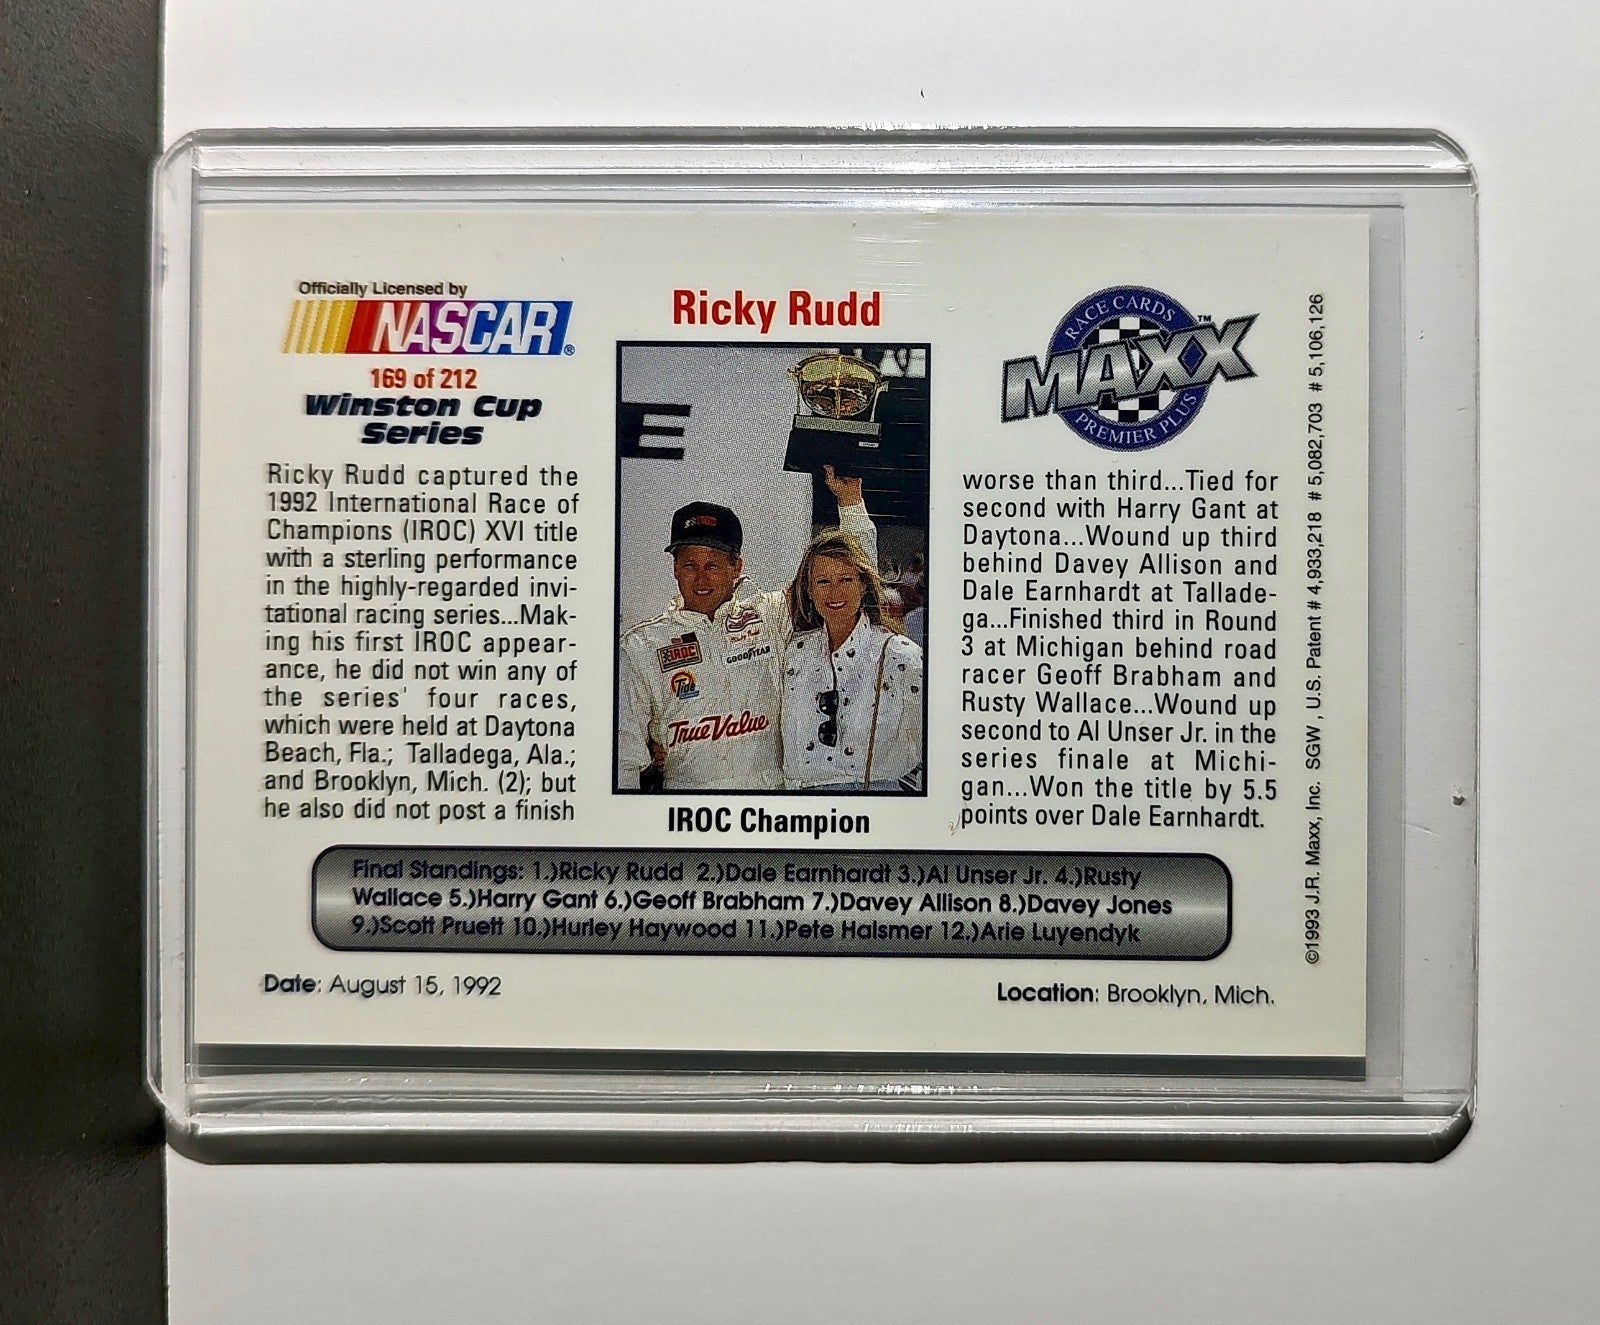 Officially Licensed by
NASCAR®
169 of 212
Winston Cup
Series
Ricky Rudd captured the
1992 International Race of
Champions (IROC) XVI title
with a sterling performance
in the highly-regarded invi-
tational racing series...Mak-
ing his first IROC appear-
ance, he did not win any of
the series' four races,
which were held at Daytona
Beach, Fla.; Talladega, Ala.;
and Brooklyn, Mich. (2); but
he also did not post a finish
Ricky Rudd
E
IROC
GOODYEAR
Tide
True Value
IROC Champion
RACE CARDS
MAXX™
PREMIER PLUS
worse than third...Tied for
second with Harry Gant at
Daytona...Wound up third
behind Davey Allison and
Dale Earnhardt at Tallade-
ga...Finished third in Round
3 at Michigan behind road
racer Geoff Brabham and
Rusty Wallace...Wound up
second to Al Unser Jr. in the
series finale at Michi-
gan...Won the title by 5.5
points over Dale Earnhardt.
Final Standings: 1.)Ricky Rudd 2.)Dale Earnhardt 3.)Al Unser Jr. 4.)Rusty
Wallace 5.)Harry Gant 6.)Geoff Brabham 7.)Davey Allison 8.)Davey Jones
9.)Scott Pruett 10.)Hurley Haywood 11.)Pete Halsmer 12.)Arie Luyendyk
Date: August 15, 1992
Location: Brooklyn, Mich.
©1993 J.R. Maxx, Inc. SGW, U.S. Patent # 4,933,218 # 5,082,703 # 5,106,126